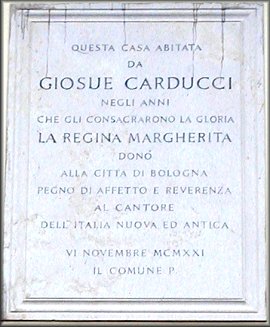 QUESTA CASA ABITATA
DA
GIOSUE CARDUCCI
NEGLI ANNI
CHE GLI CONSACRARONO LA GLORIA
LA REGINA MARGHERITA
DONÒ
ALLA CITTÀ DI BOLOGNA
PEGNO DI AFFETTO E REVERENZA
AL CANTORE
DELL'ITALIA NUOVA ED ANTICA
VI NOVEMBRE MCMXXI
IL COMUNE P.